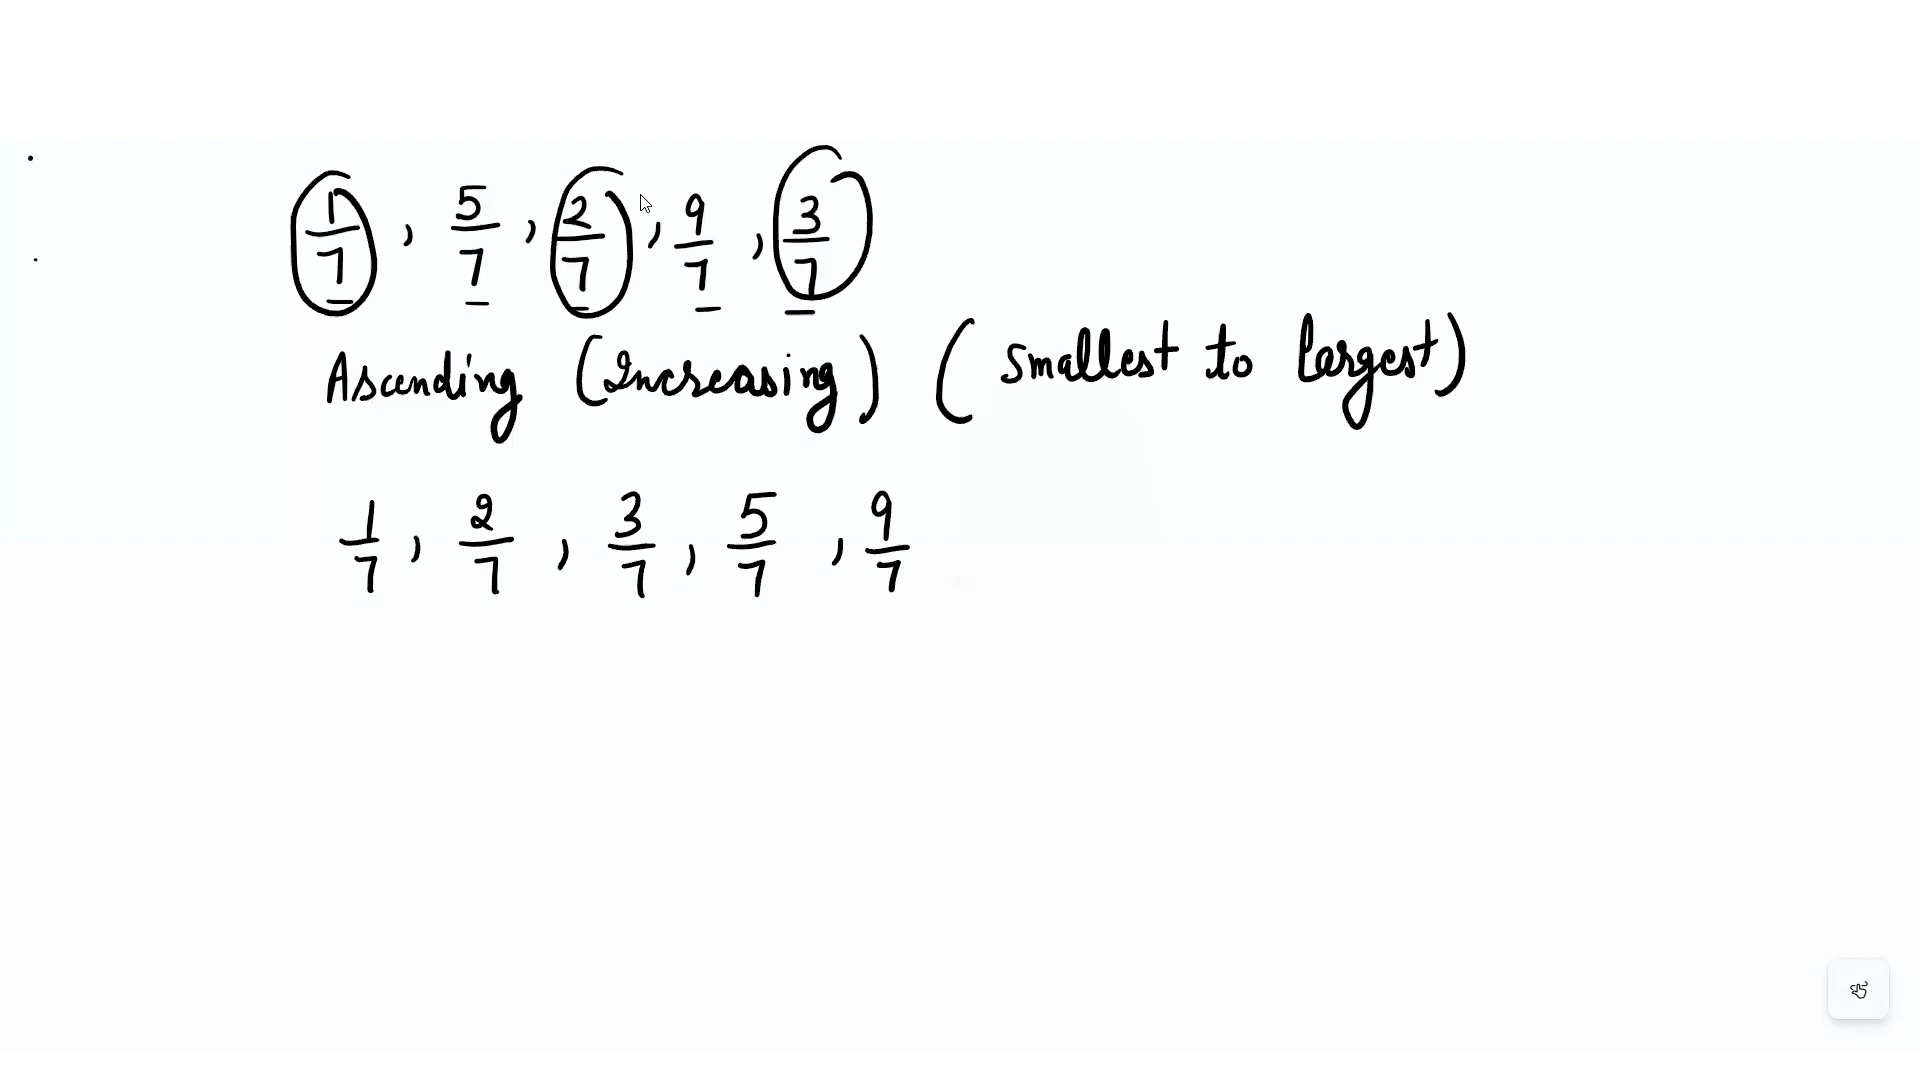 1/7, 5/7, 2/7, 9/7, 3/7
Ascending (Increasing) (smallest to largest)
1/7, 2/7, 3/7, 5/7, 9/7